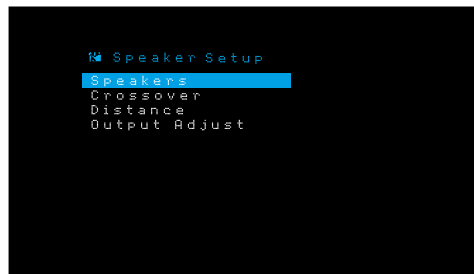 Speaker Setup
Speakers
Crossover
Distance
Output Adjust